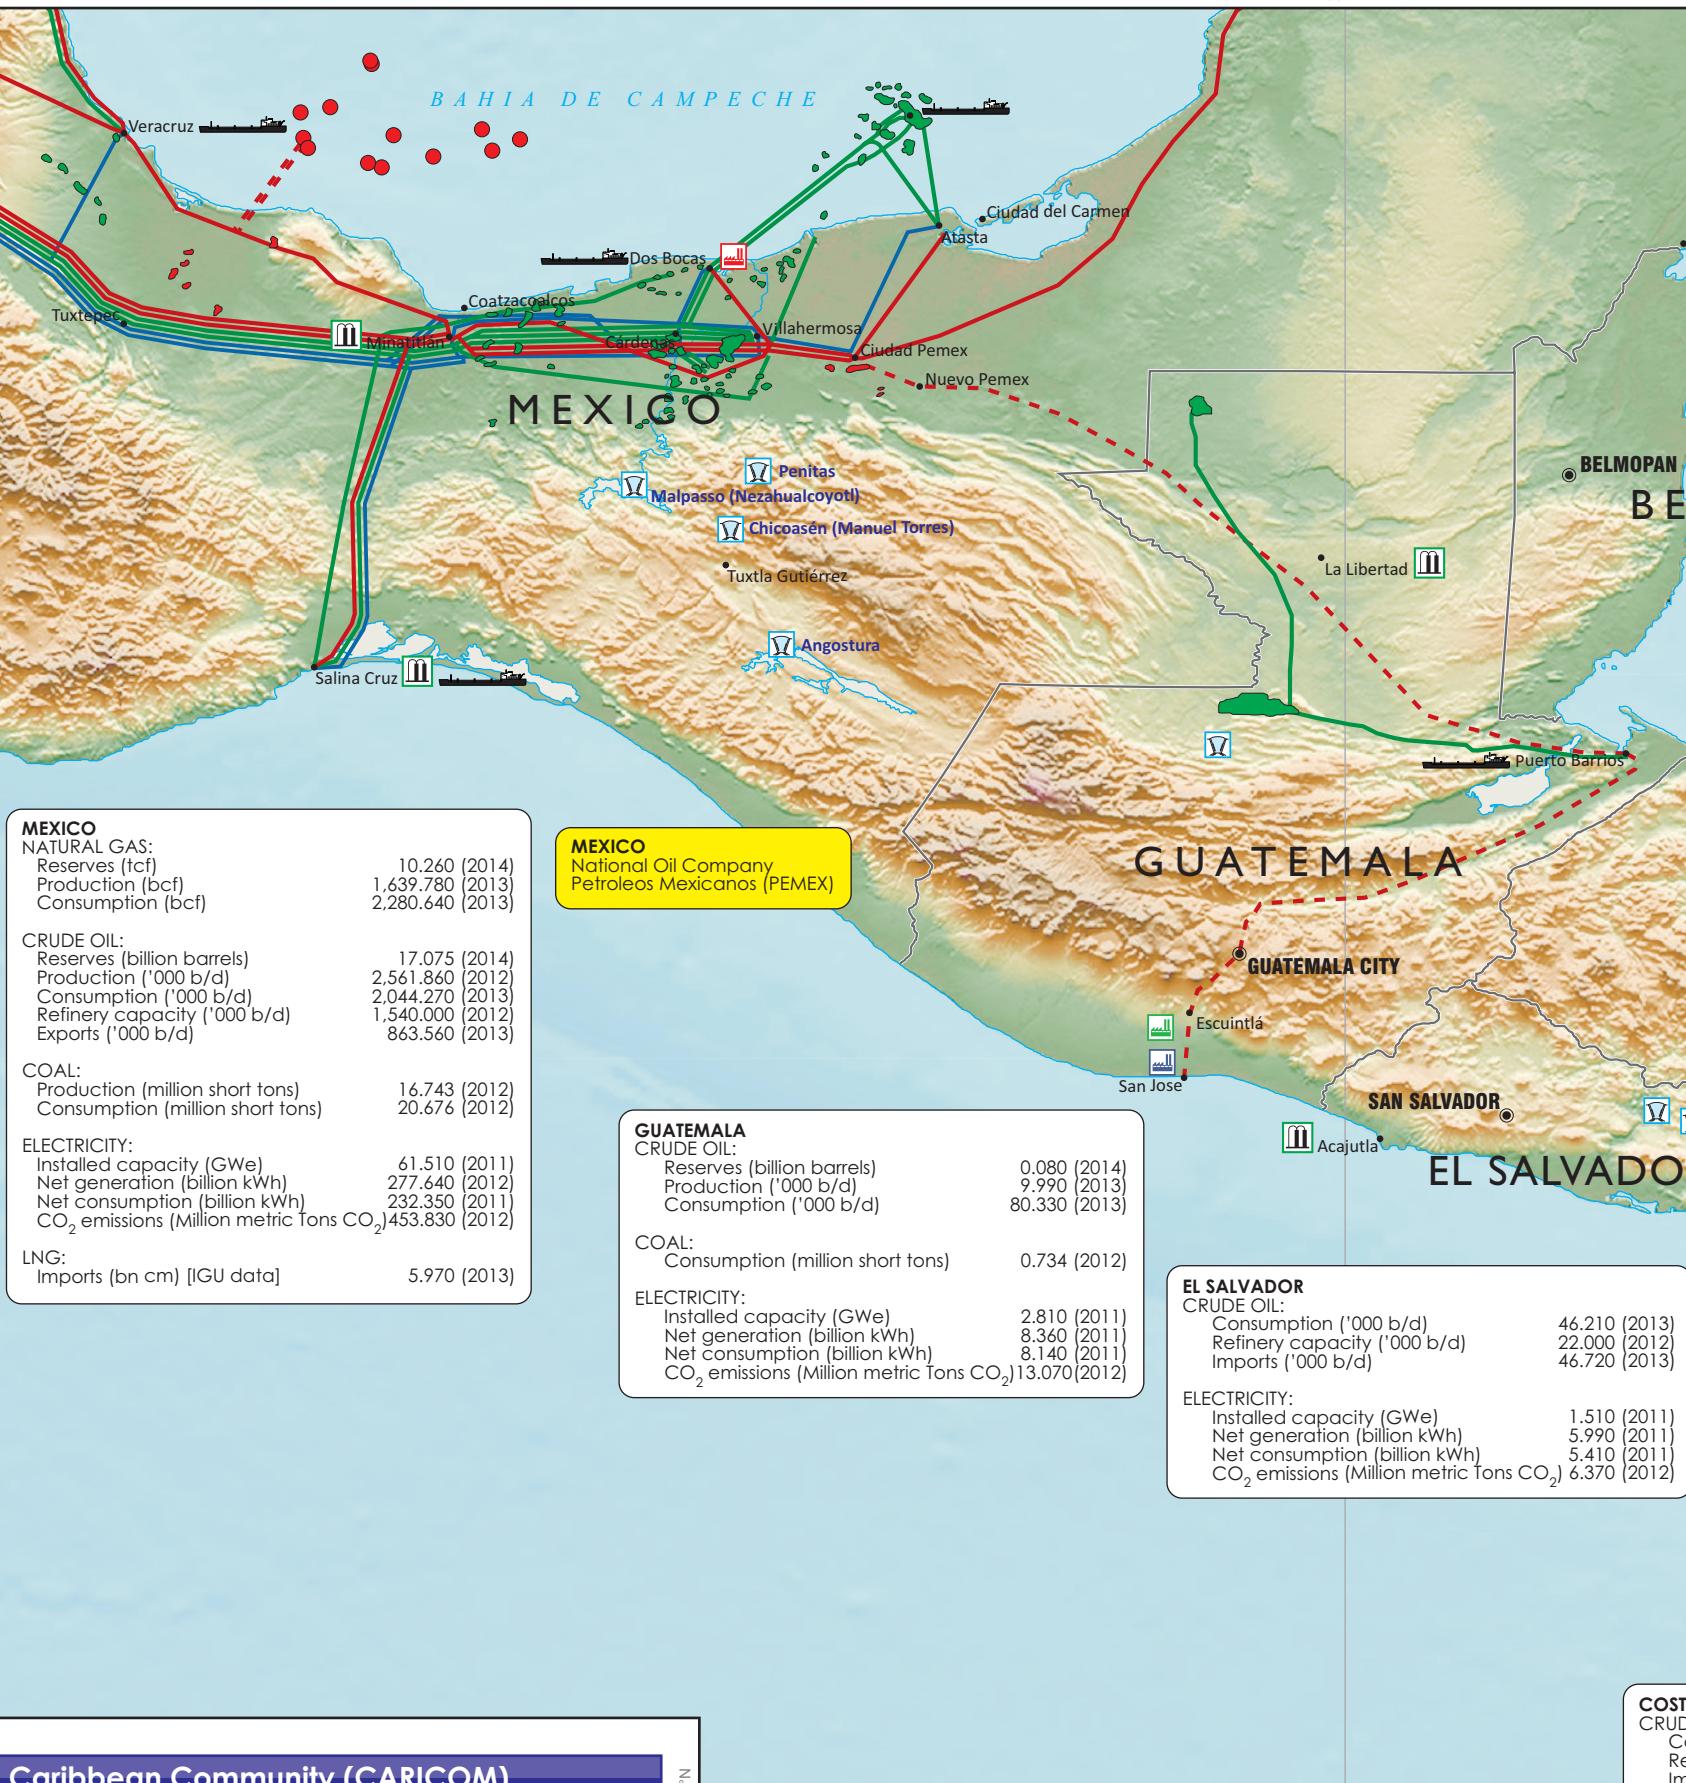 BAHIA DE CAMPECHE
Veracruz
Ciudad del Carmen
Atasta
Dos Bocas
Coatzacoalcos
Tuxtepec
Minatitlán
Cárdenas
Villahermosa
Ciudad Pemex
Nuevo Pemex
MEXICO
Penitas
Malpasso (Nezahualcoyotl)
Chicoasén (Manuel Torres)
Tuxtla Gutiérrez
Angostura
Salina Cruz
BELMOPAN
BE
La Libertad
Puerto Barrios
GUATEMALA
GUATEMALA CITY
Escuintlá
San Jose
SAN SALVADOR
Acajutla
EL SALVADO
MEXICO
NATURAL GAS:
Reserves (tcf) 10.260 (2014)
Production (bcf) 1,639.780 (2013)
Consumption (bcf) 2,280.640 (2013)
CRUDE OIL:
Reserves (billion barrels) 17.075 (2014)
Production ('000 b/d) 2,561.860 (2012)
Consumption ('000 b/d) 2,044.270 (2013)
Refinery capacity ('000 b/d) 1,540.000 (2012)
Exports ('000 b/d) 863.560 (2013)
COAL:
Production (million short tons) 16.743 (2012)
Consumption (million short tons) 20.676 (2012)
ELECTRICITY:
Installed capacity (GWe) 61.510 (2011)
Net generation (billion kWh) 277.640 (2012)
Net consumption (billion kWh) 232.350 (2011)
CO2 emissions (Million metric Tons CO2)453.830 (2012)
LNG:
Imports (bn cm) [IGU data] 5.970 (2013)
MEXICO
National Oil Company
Petroleos Mexicanos (PEMEX)
GUATEMALA
CRUDE OIL:
Reserves (billion barrels) 0.080 (2014)
Production ('000 b/d) 9.990 (2013)
Consumption ('000 b/d) 80.330 (2013)
COAL:
Consumption (million short tons) 0.734 (2012)
ELECTRICITY:
Installed capacity (GWe) 2.810 (2011)
Net generation (billion kWh) 8.360 (2011)
Net consumption (billion kWh) 8.140 (2011)
CO2 emissions (Million metric Tons CO2)13.070(2012)
EL SALVADOR
CRUDE OIL:
Consumption ('000 b/d) 46.210 (2013)
Refinery capacity ('000 b/d) 22.000 (2012)
Imports ('000 b/d) 46.720 (2013)
ELECTRICITY:
Installed capacity (GWe) 1.510 (2011)
Net generation (billion kWh) 5.990 (2011)
Net consumption (billion kWh) 5.410 (2011)
CO2 emissions (Million metric Tons CO2) 6.370 (2012)
COST
CRUD
Co
Re
Im
Caribbean Community (CARICOM)